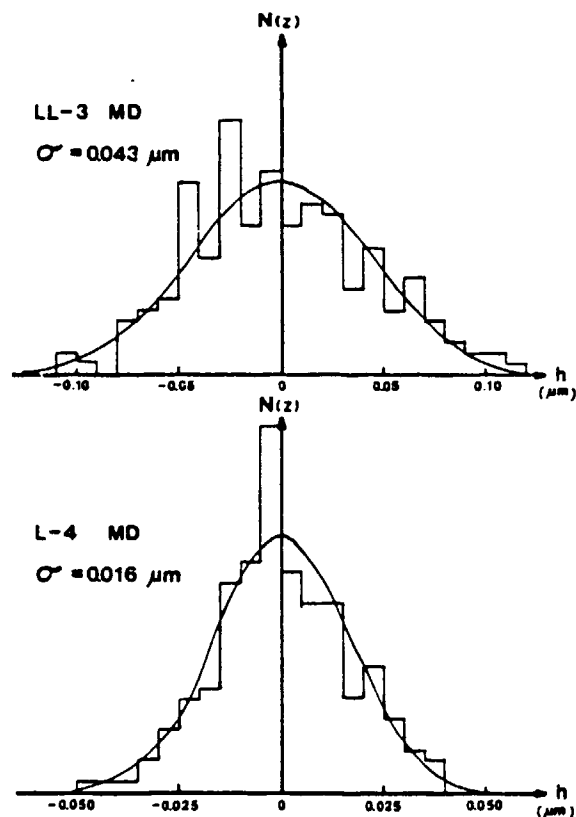 N(z)
LL-3 MD
σ = 0.043 μm
-0.10 -0.05 0 0.05 0.10 h
(μm)
N(z)
L-4 MD
σ = 0.016 μm
-0.050 -0.025 0 0.025 0.050 h
(μm)